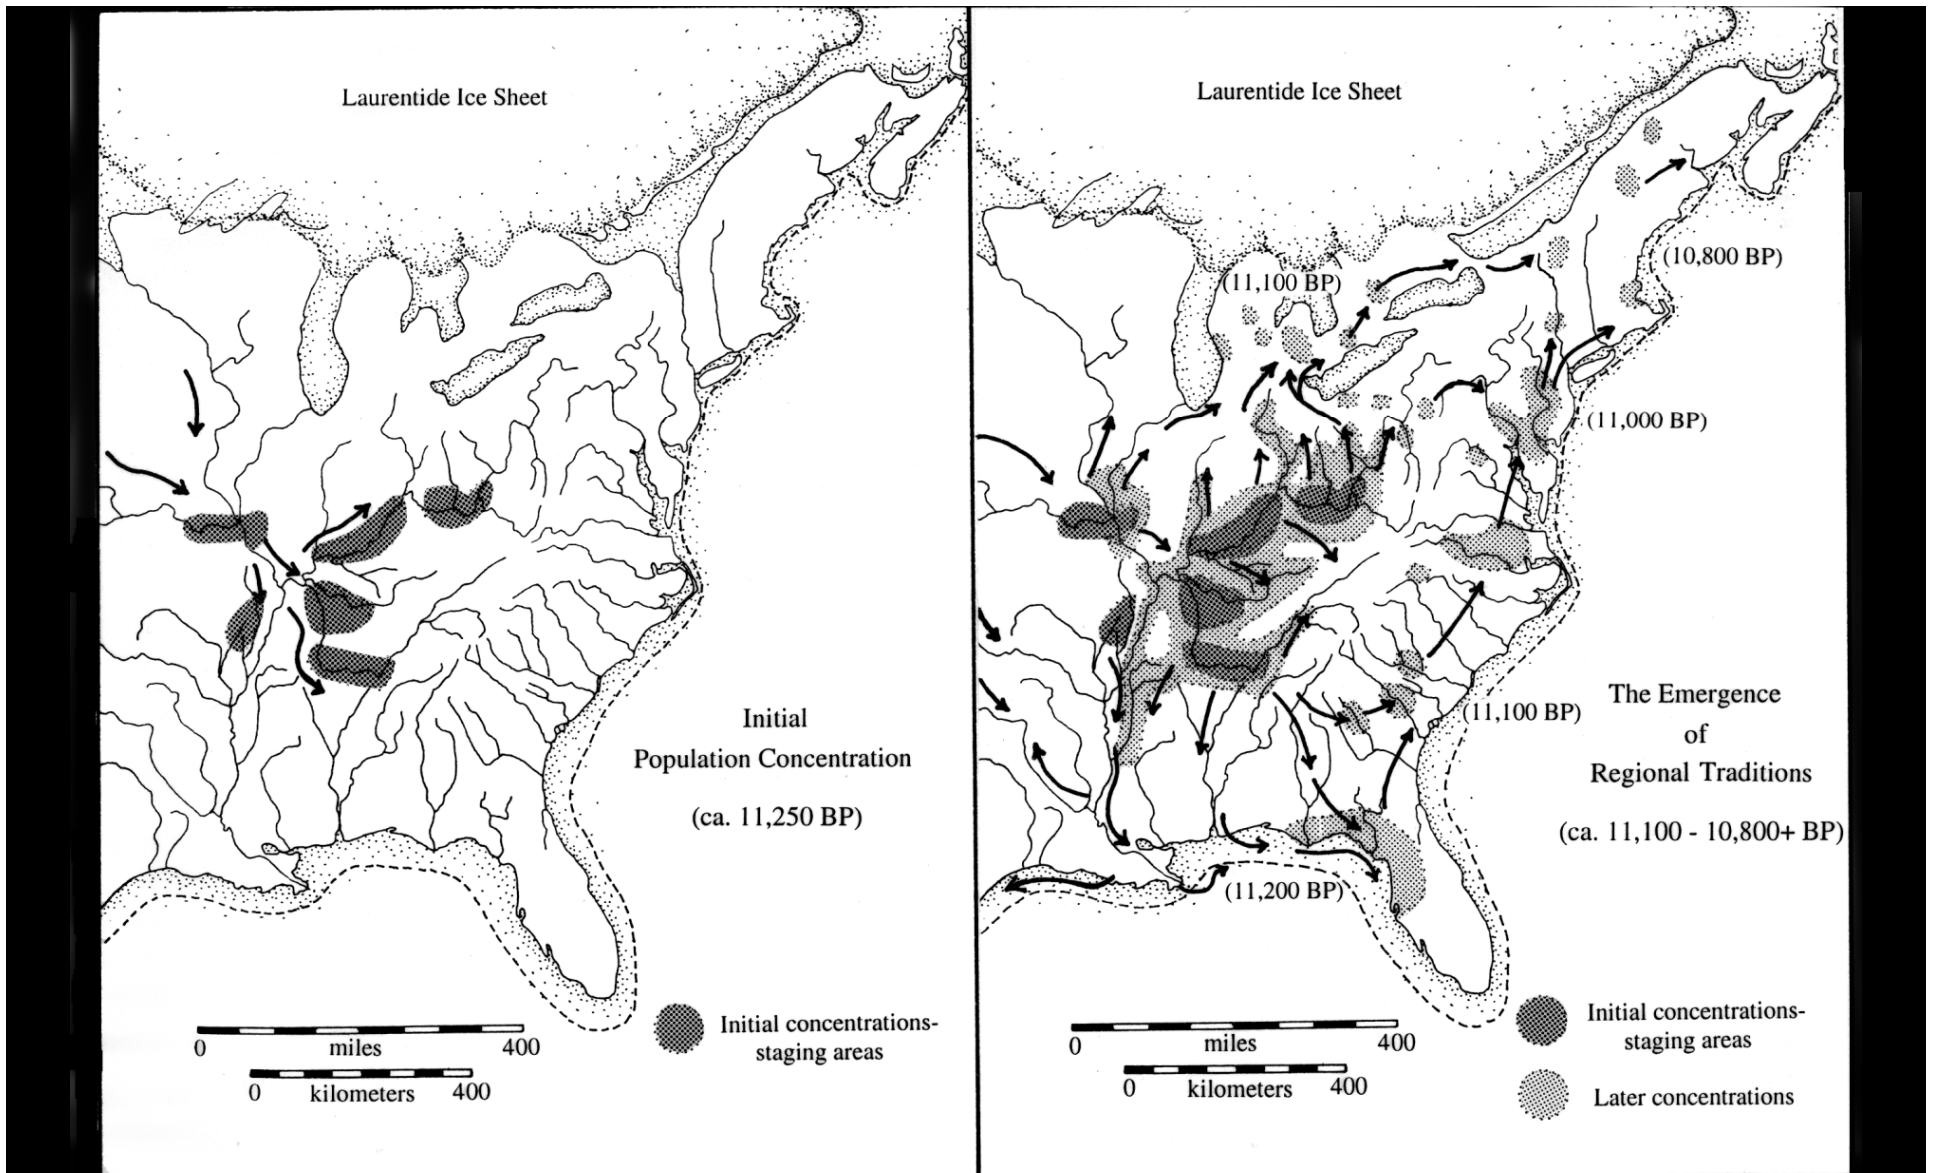 Laurentide Ice Sheet
Initial
Population Concentration
(ca. 11,250 BP)
Initial concentrations-
staging areas
0 miles 400
0 kilometers 400
Laurentide Ice Sheet
(11,100 BP)
(10,800 BP)
(11,000 BP)
(11,100 BP)
The Emergence
of
Regional Traditions
(ca. 11,100 - 10,800+ BP)
(11,200 BP)
Initial concentrations-
staging areas
Later concentrations
0 miles 400
0 kilometers 400